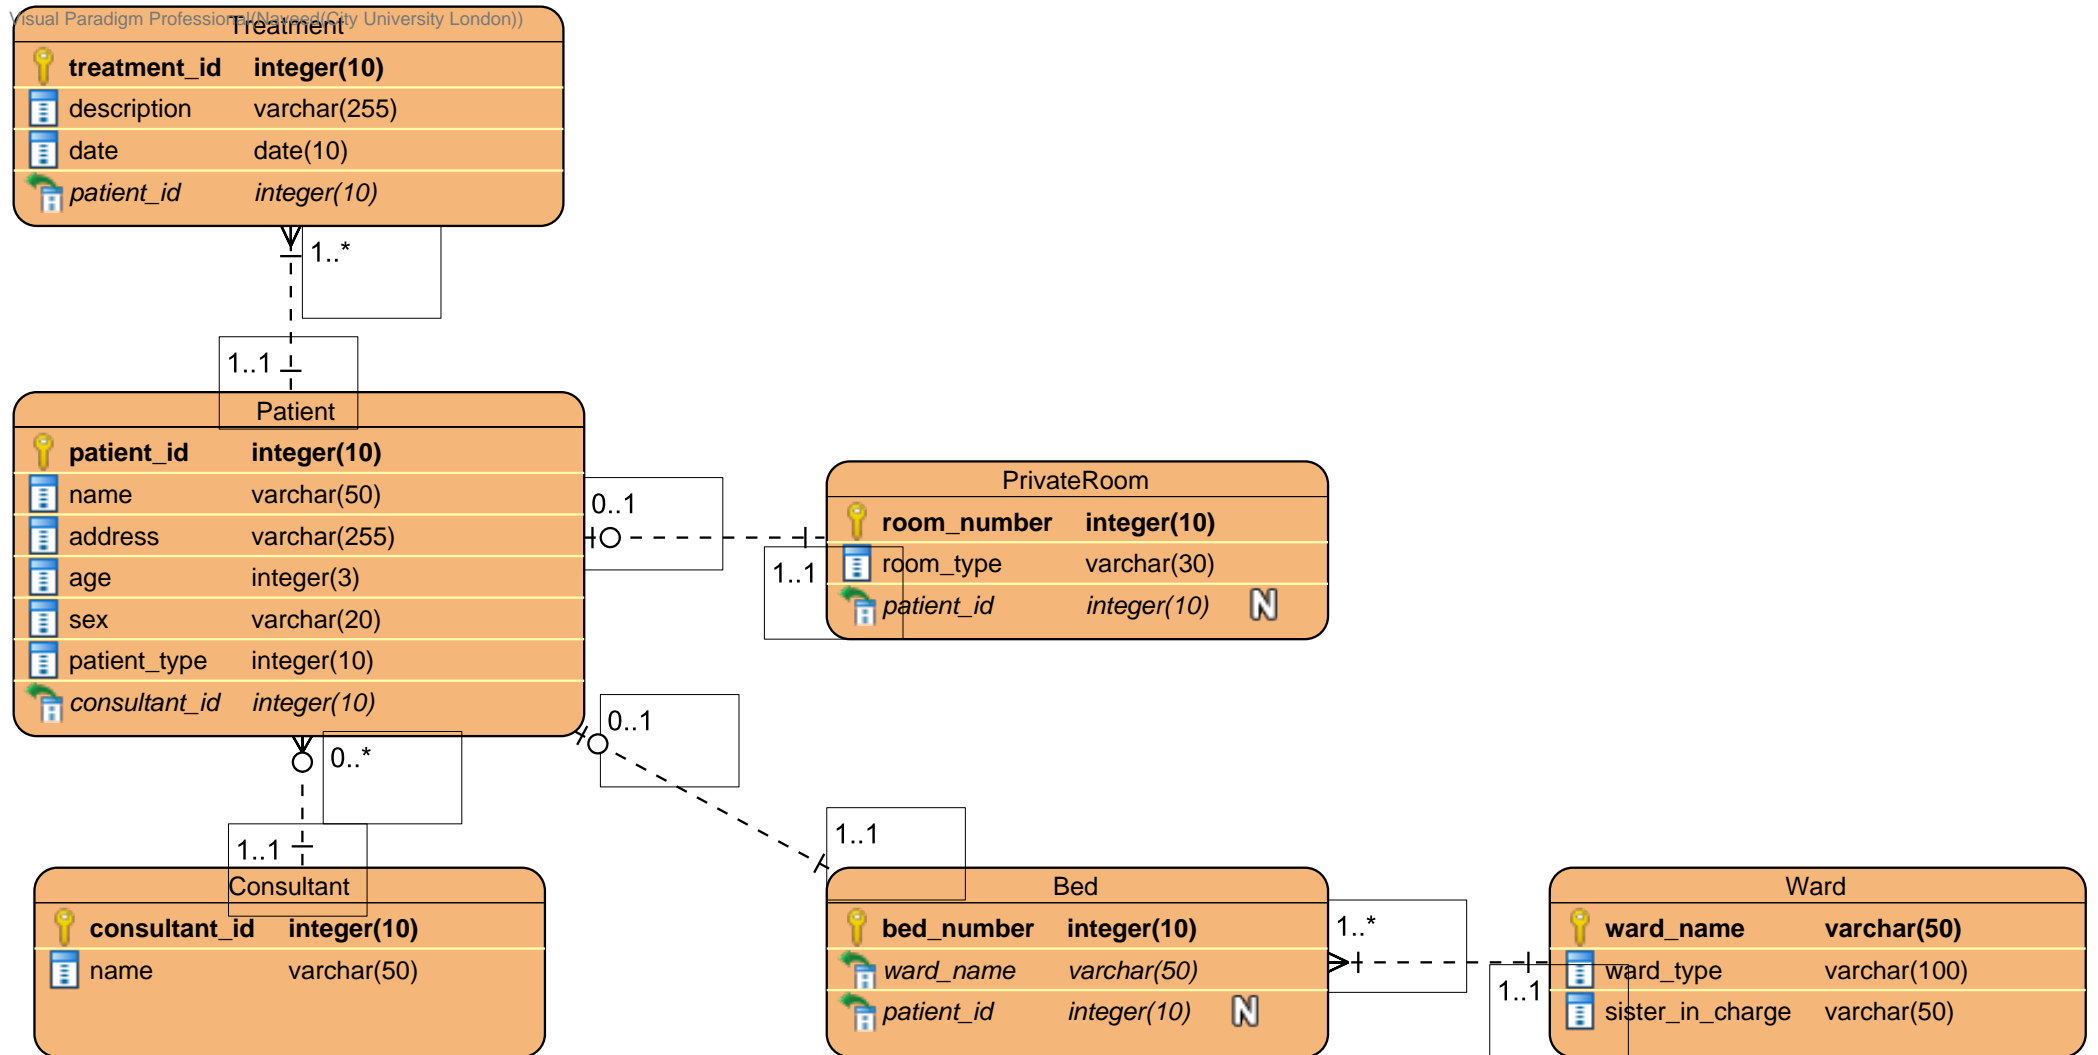 Visual Paradigm Professional(Naveed(City University London))
Treatment
treatment_id integer(10)
description varchar(255)
date date(10)
patient_id integer(10)
1..*
1..1
Patient
patient_id integer(10)
name varchar(50)
address varchar(255)
age integer(3)
sex varchar(20)
patient_type integer(10)
consultant_id integer(10)
0..1
1..1
PrivateRoom
room_number integer(10)
room_type varchar(30)
patient_id integer(10) N
0..*
1..1
Consultant
consultant_id integer(10)
name varchar(50)
0..1
1..1
Bed
bed_number integer(10)
ward_name varchar(50)
patient_id integer(10) N
1..*
1..1
Ward
ward_name varchar(50)
ward_type varchar(100)
sister_in_charge varchar(50)